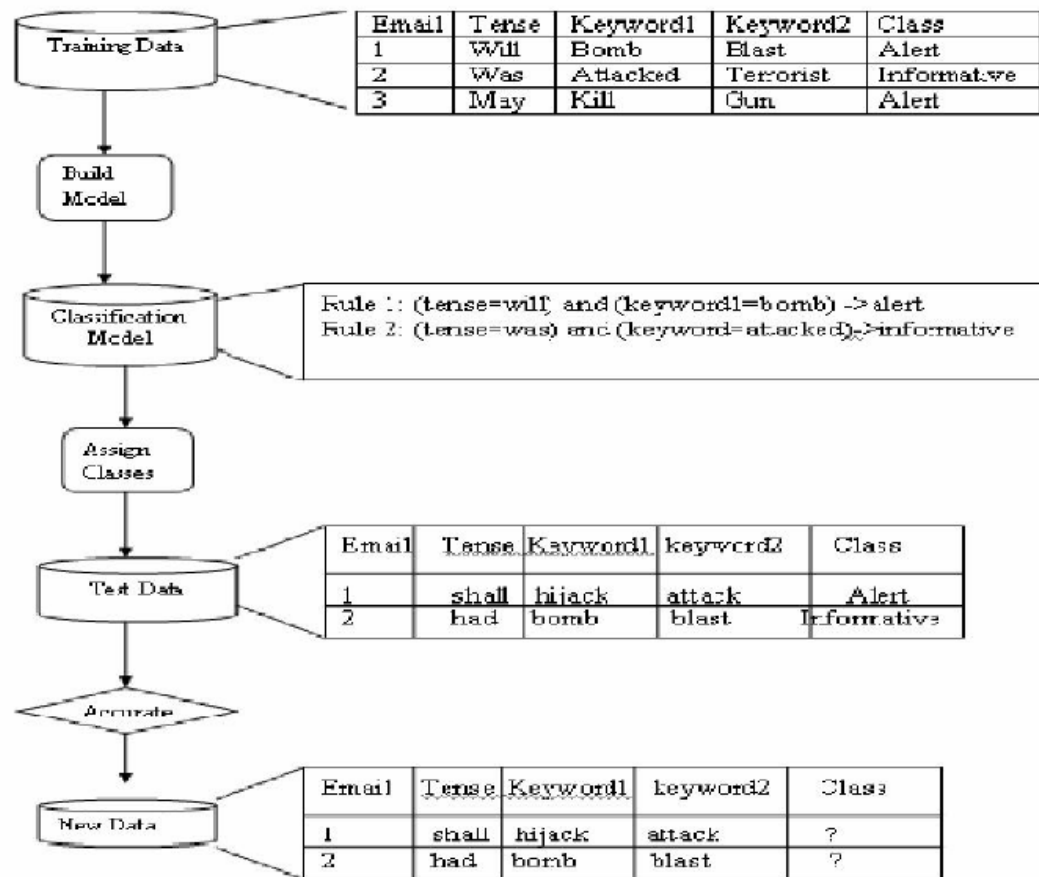 Training Data
Email Tense Keyword1 Keyword2 Class
1 Will Bomb Blast Alert
2 Was Attacked Terrorist Informative
3 May Kill Gun Alert
Build
Model
Classification
Model
Rule 1: (tense=will) and (keyword1=bomb) ->alert
Rule 2: (tense=was) and (keyword=attacked)->informative
Assign
Classes
Test Data
Email Tense Keyword1 keyword2 Class
1 shall hijack attack Alert
2 had bomb blast Informative
Accurate
New Data
Email Tense Keyword1 keyword2 Class
1 shall hijack attack ?
2 had bomb blast ?